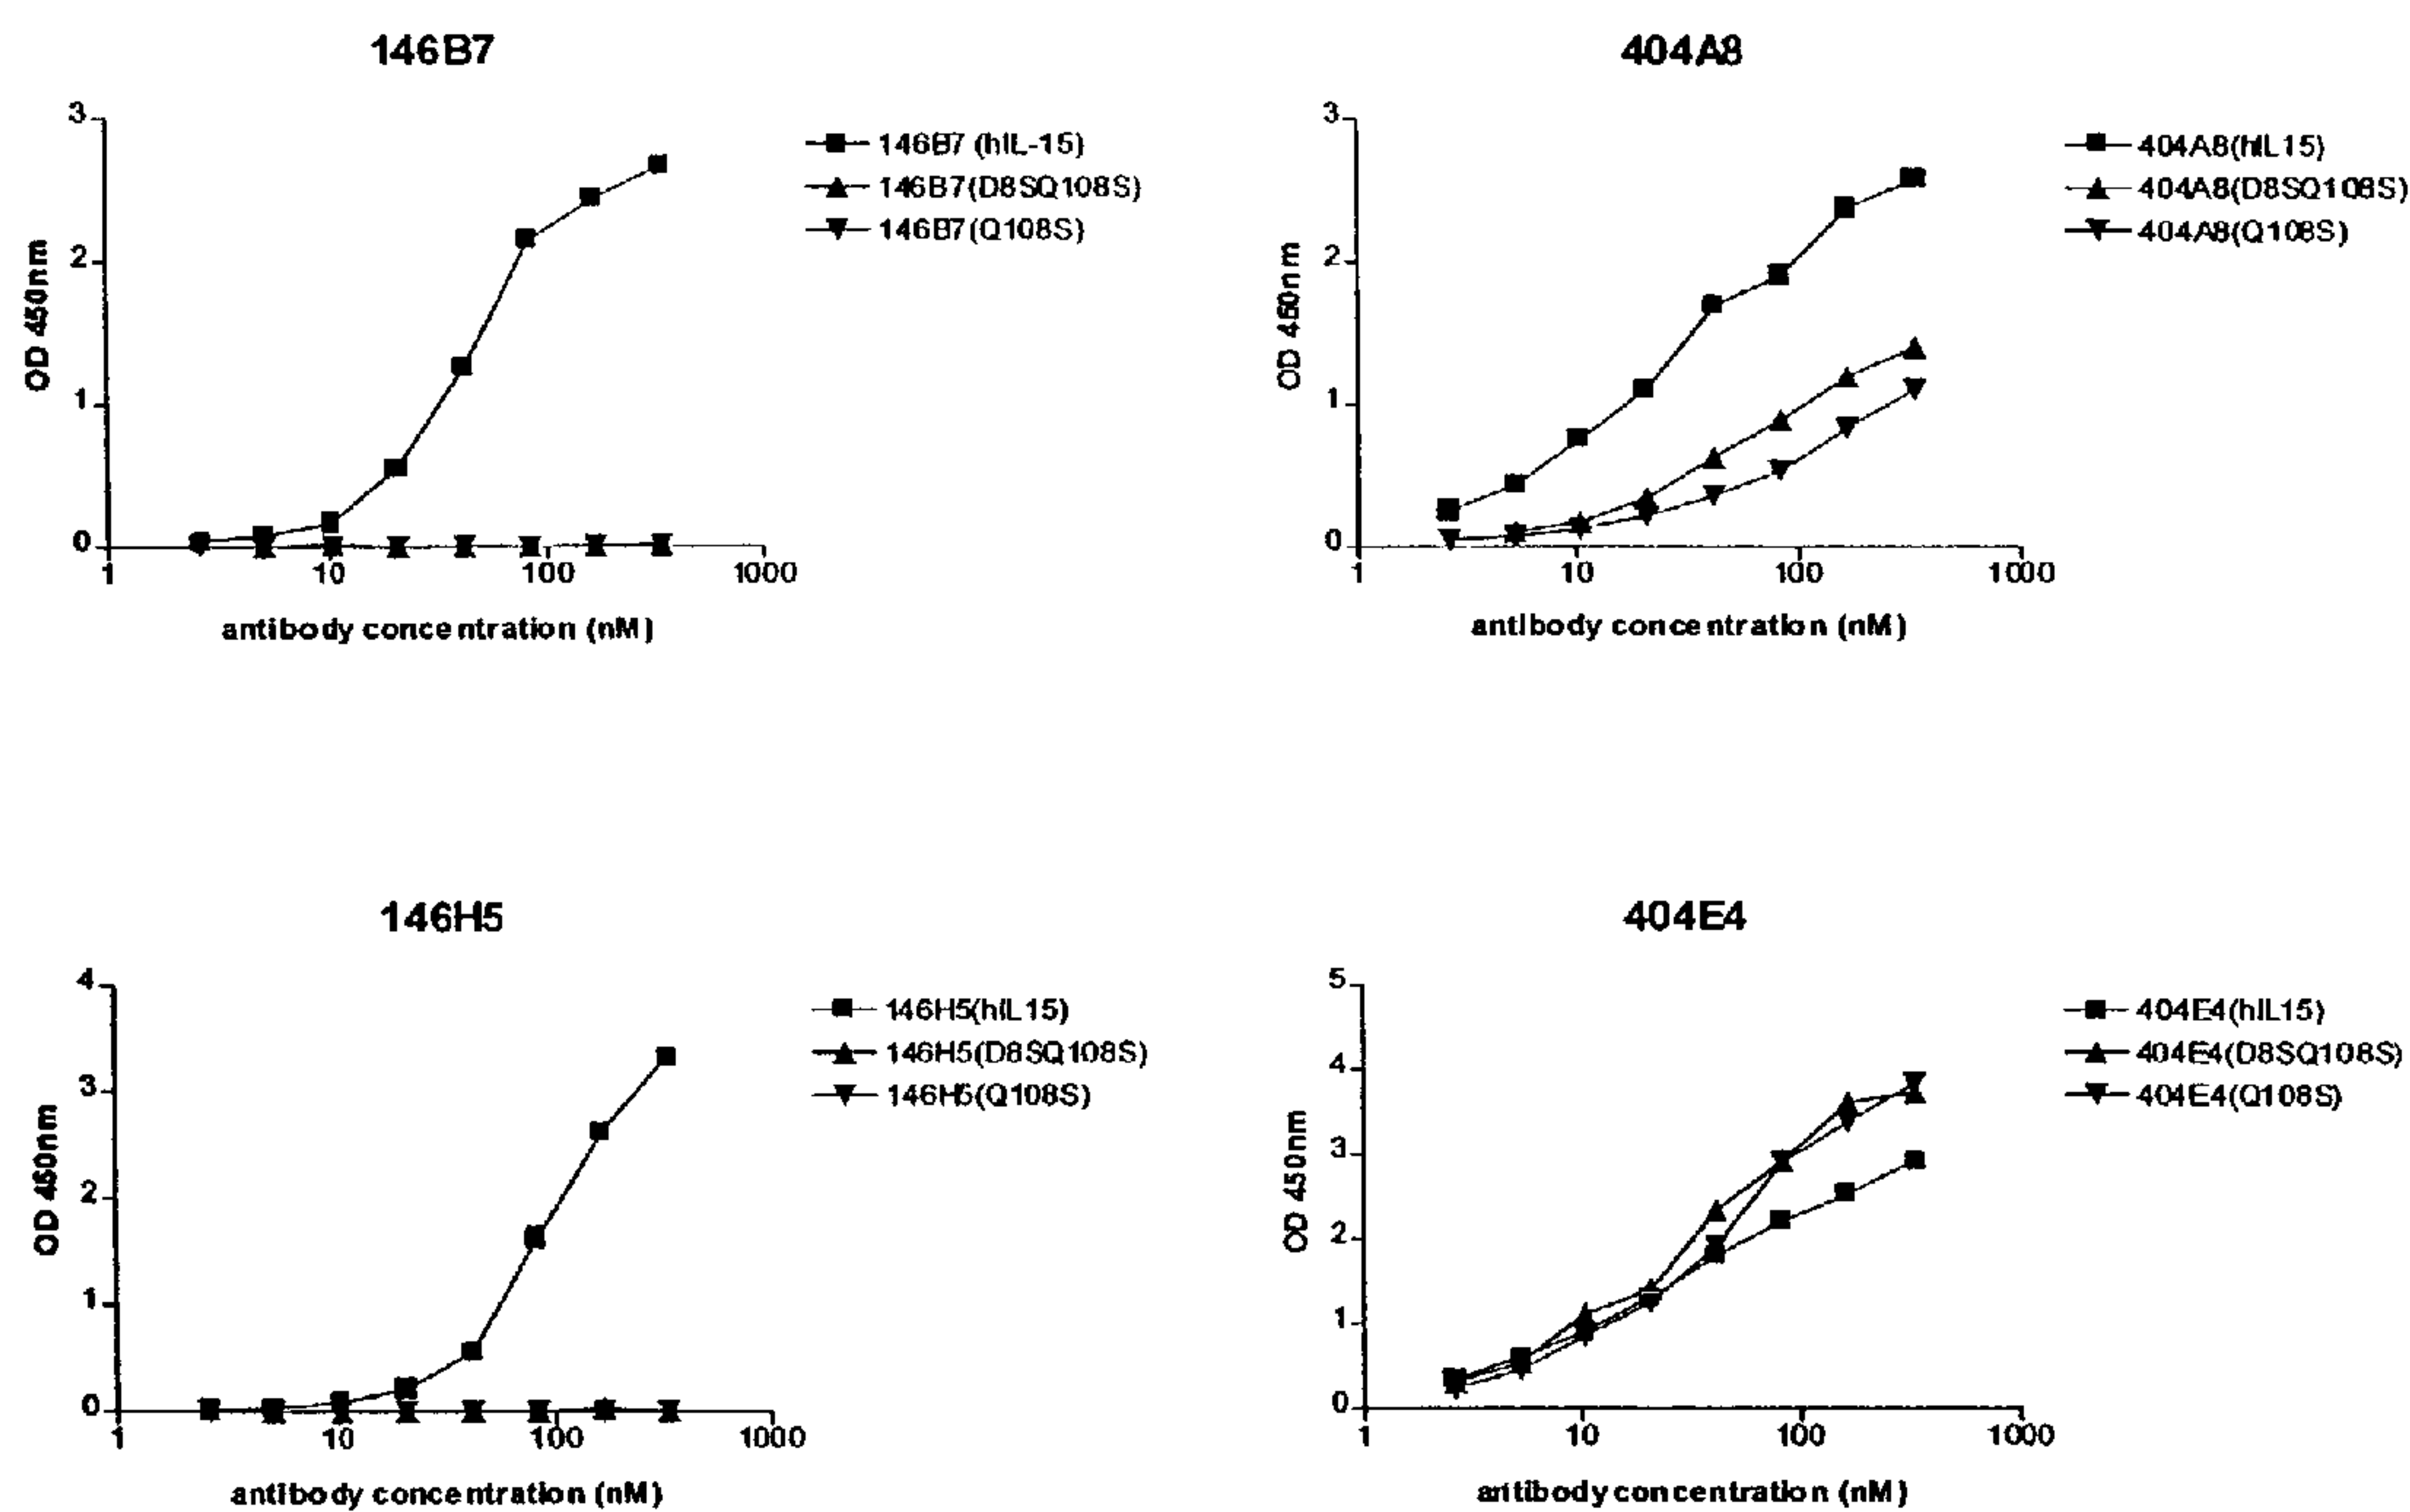 146B7
3
2
1
0
1
10
100
1000
OD 450nm
antibody concentration (nM)
146B7 (hIL-15)
146B7(D8SQ108S)
146B7(Q108S)
404A8
3
2
1
0
1
10
100
1000
OD 450nm
antibody concentration (nM)
404A8(hIL15)
404A8(D8SQ108S)
404A8(Q108S)
146H5
4
3
2
1
0
1
10
100
1000
OD 450nm
antibody concentration (nM)
146H5(hIL15)
146H5(D8SQ108S)
146H5(Q108S)
404E4
5
4
3
2
1
0
1
10
100
1000
OD 450nm
antibody concentration (nM)
404E4(hIL15)
404E4(D8SQ108S)
404E4(Q108S)